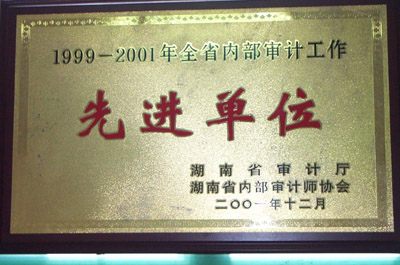 1999－2001年全省内部审计工作
先进单位
湖南省审计厅
湖南省内部审计师协会
二〇〇一年十二月